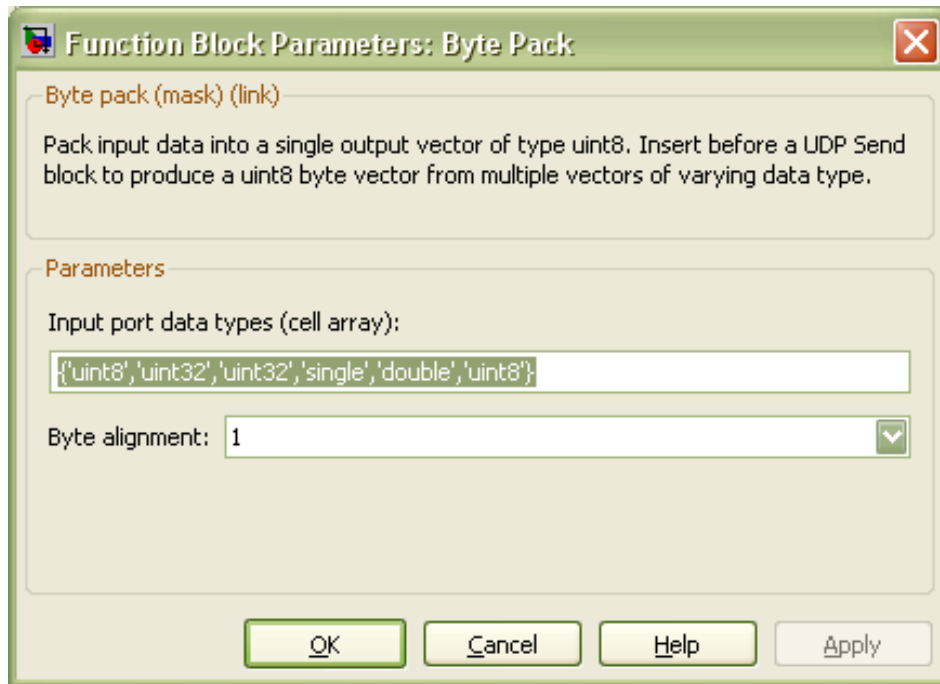 Function Block Parameters: Byte Pack
Byte pack (mask) (link)
Pack input data into a single output vector of type uint8. Insert before a UDP Send
block to produce a uint8 byte vector from multiple vectors of varying data type.
Parameters
Input port data types (cell array):
{'uint8','uint32','uint32','single','double','uint8'}
Byte alignment: 1
OK Cancel Help Apply